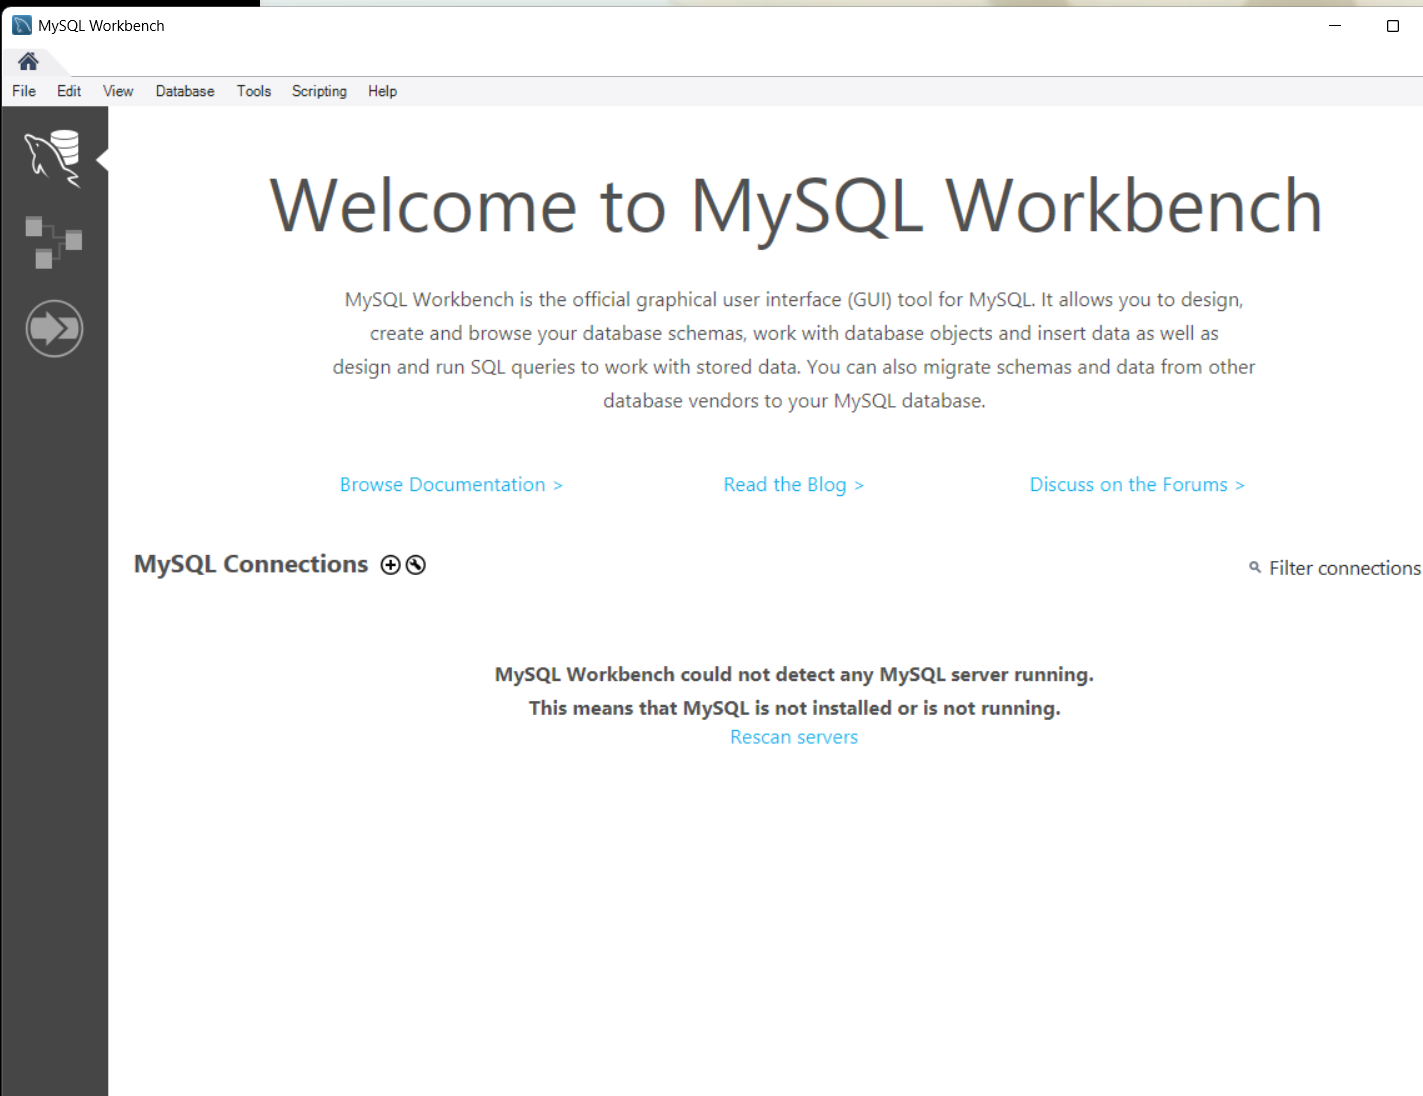 MySQL Workbench
File Edit View Database Tools Scripting Help
Welcome to MySQL Workbench
MySQL Workbench is the official graphical user interface (GUI) tool for MySQL. It allows you to design,
create and browse your database schemas, work with database objects and insert data as well as
design and run SQL queries to work with stored data. You can also migrate schemas and data from other
database vendors to your MySQL database.
Browse Documentation > Read the Blog > Discuss on the Forums >
MySQL Connections Filter connections
MySQL Workbench could not detect any MySQL server running.
This means that MySQL is not installed or is not running.
Rescan servers